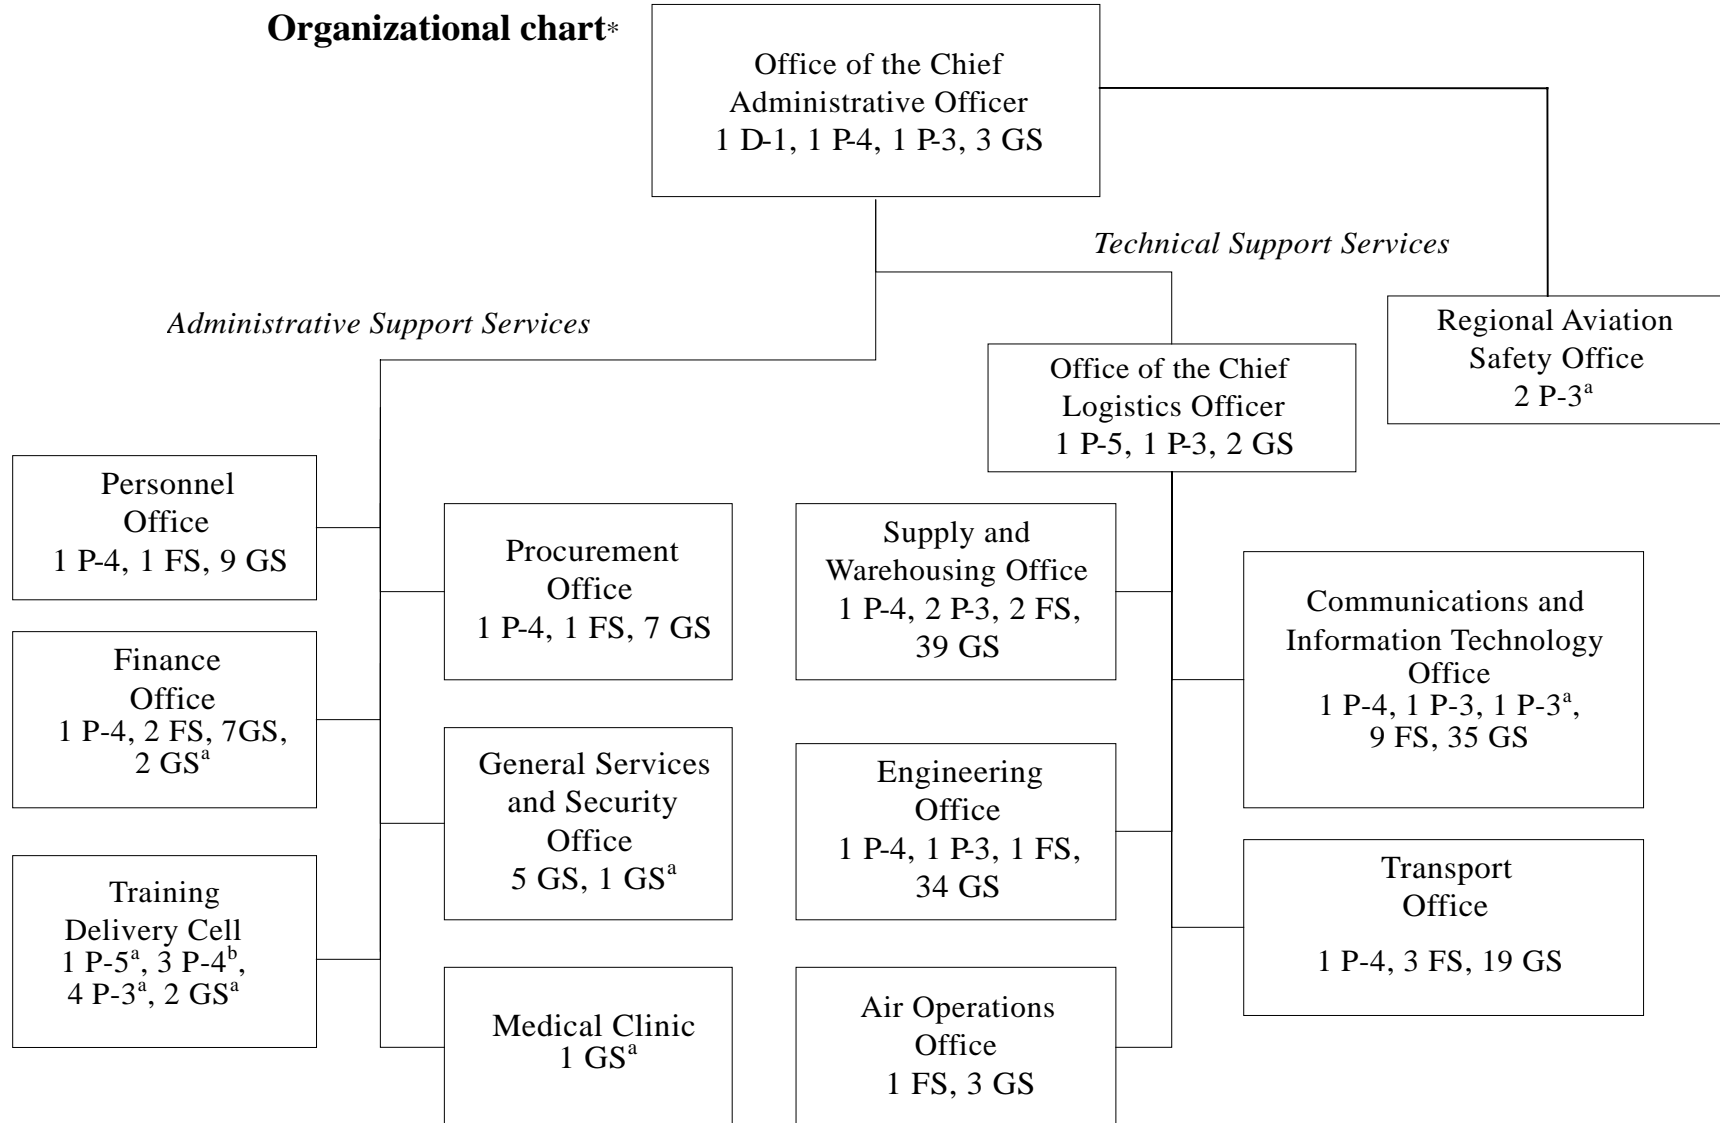 Organizational chart*
Office of the Chief
Administrative Officer
1 D-1, 1 P-4, 1 P-3, 3 GS
Technical Support Services
Administrative Support Services
Regional Aviation
Safety Office
2 P-3ᵃ
Office of the Chief
Logistics Officer
1 P-5, 1 P-3, 2 GS
Personnel
Office
1 P-4, 1 FS, 9 GS
Procurement
Office
1 P-4, 1 FS, 7 GS
Supply and
Warehousing Office
1 P-4, 2 P-3, 2 FS,
39 GS
Communications and
Information Technology
Office
1 P-4, 1 P-3, 1 P-3ᵃ,
9 FS, 35 GS
Finance
Office
1 P-4, 2 FS, 7GS,
2 GSᵃ
General Services
and Security
Office
5 GS, 1 GSᵃ
Engineering
Office
1 P-4, 1 P-3, 1 FS,
34 GS
Transport
Office
1 P-4, 3 FS, 19 GS
Training
Delivery Cell
1 P-5ᵃ, 3 P-4ᵇ,
4 P-3ᵃ, 2 GSᵃ
Medical Clinic
1 GSᵃ
Air Operations
Office
1 FS, 3 GS